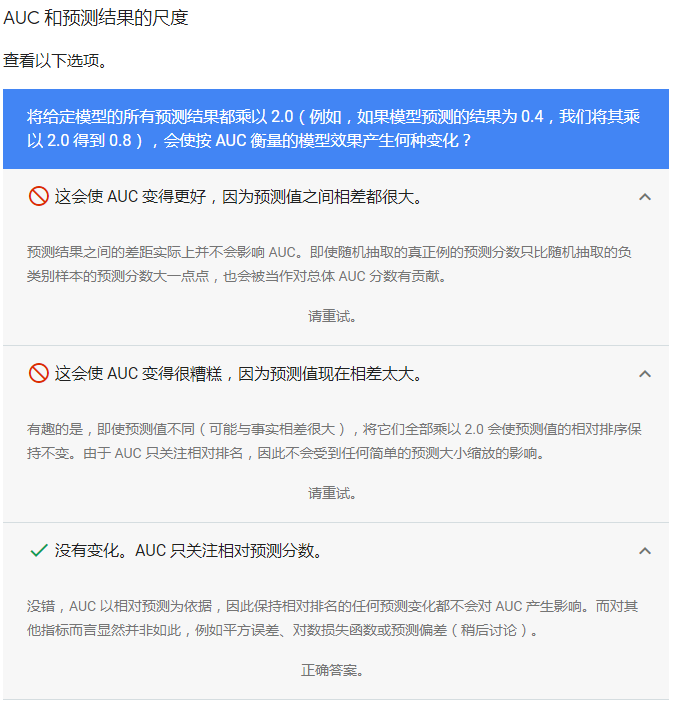 AUC 和预测结果的尺度
查看以下选项。
将给定模型的所有预测结果都乘以 2.0（例如，如果模型预测的结果为 0.4，我们将其乘
以 2.0 得到 0.8），会使按 AUC 衡量的模型效果产生何种变化？
这会使 AUC 变得更好，因为预测值之间相差都很大。
预测结果之间的差距实际上并不会影响 AUC。即使随机抽取的真正例的预测分数只比随机抽取的负
类别样本的预测分数大一点点，也会被当作对总体 AUC 分数有贡献。
请重试。
这会使 AUC 变得很糟糕，因为预测值现在相差太大。
有趣的是，即使预测值不同（可能与事实相差很大），将它们全部乘以 2.0 会使预测值的相对排序保
持不变。由于 AUC 只关注相对排名，因此不会受到任何简单的预测大小缩放的影响。
请重试。
没有变化。AUC 只关注相对预测分数。
没错，AUC 以相对预测为依据，因此保持相对排名的任何预测变化都不会对 AUC 产生影响。而对其
他指标而言显然并非如此，例如平方误差、对数损失函数或预测偏差（稍后讨论）。
正确答案。